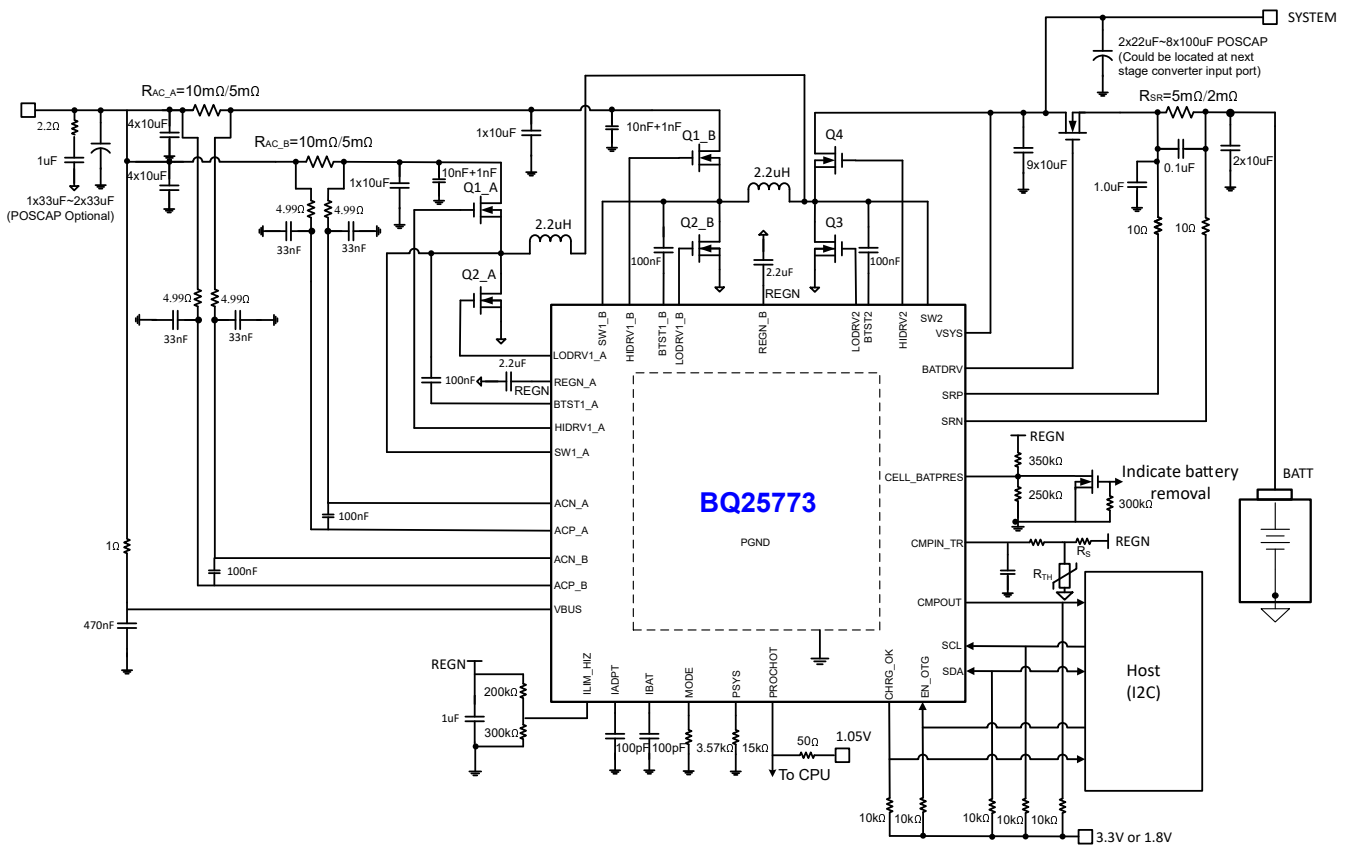 SYSTEM
2x22uF~8x100uF POSCAP
(Could be located at next
stage converter input port)
RAC_A=10mΩ/5mΩ
RSR=5mΩ/2mΩ
2.2Ω
4x10uF
1x10uF
10nF+1nF
Q1_B
Q4
RAC_B=10mΩ/5mΩ
1uF
4x10uF
1x10uF
10nF+1nF
Q1_A
2.2uH
9x10uF
0.1uF
2x10uF
1.0uF
1x33uF~2x33uF
(POSCAP Optional)
4.99Ω
4.99Ω
33nF
33nF
2.2uH
Q2_B
Q3
10Ω
10Ω
100nF
2.2uF
REGN
100nF
Q2_A
4.99Ω
4.99Ω
33nF
33nF
SW1_B
HIDRV1_B
BTST1_B
LODRV1_B
REGN_B
LODRV2
BTST2
HIDRV2
SW2
VSYS
LODRV1_A
2.2uF
100nF
REGN
REGN_A
BTST1_A
HIDRV1_A
SW1_A
BATDRV
SRP
SRN
REGN
350kΩ
CELL_BATPRES
250kΩ
300kΩ
Indicate battery
removal
BATT
ACN_A
100nF
ACP_A
BQ25773
PGND
CMPIN_TR
RS
REGN
RTH
1Ω
ACN_B
100nF
ACP_B
VBUS
470nF
CMPOUT
SCL
SDA
Host
(I2C)
REGN
200kΩ
1uF
300kΩ
ILIM_HIZ
IADPT
IBAT
MODE
PSYS
PROCHOT
CHRG_OK
EN_OTG
100pF
100pF
3.57kΩ
15kΩ
50Ω
1.05V
To CPU
10kΩ
10kΩ
10kΩ
10kΩ
10kΩ
3.3V or 1.8V